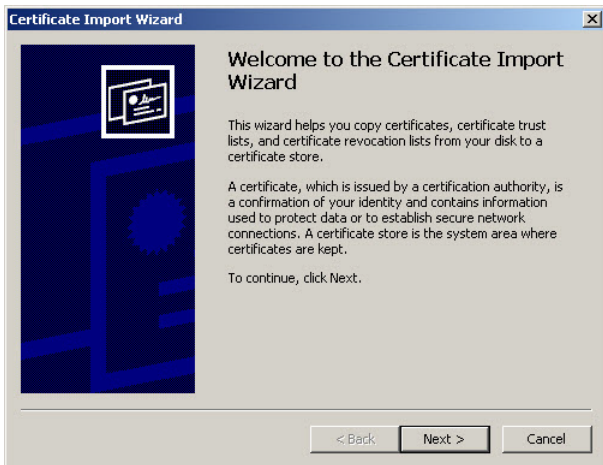 Certificate Import Wizard
Welcome to the Certificate Import
Wizard
This wizard helps you copy certificates, certificate trust
lists, and certificate revocation lists from your disk to a
certificate store.
A certificate, which is issued by a certification authority, is
a confirmation of your identity and contains information
used to protect data or to establish secure network
connections. A certificate store is the system area where
certificates are kept.
To continue, click Next.
< Back Next > Cancel